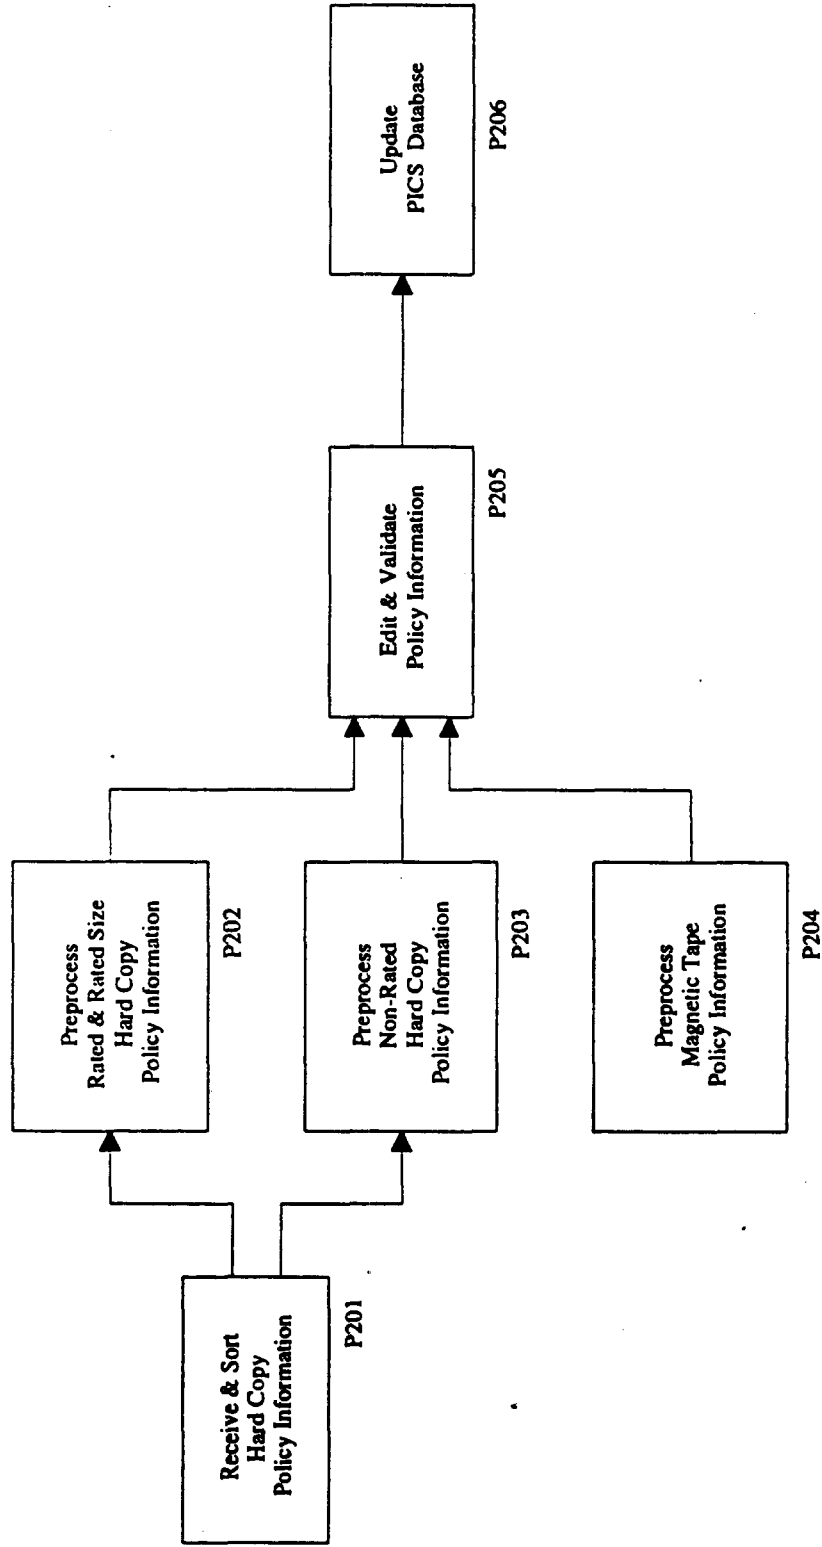 Receive & Sort
Hard Copy
Policy Information
P201
Preprocess
Rated & Rated Size
Hard Copy
Policy Information
P202
Preprocess
Non-Rated
Hard Copy
Policy Information
P203
Preprocess
Magnetic Tape
Policy Information
P204
Edit & Validate
Policy Information
P205
Update
PICS Database
P206